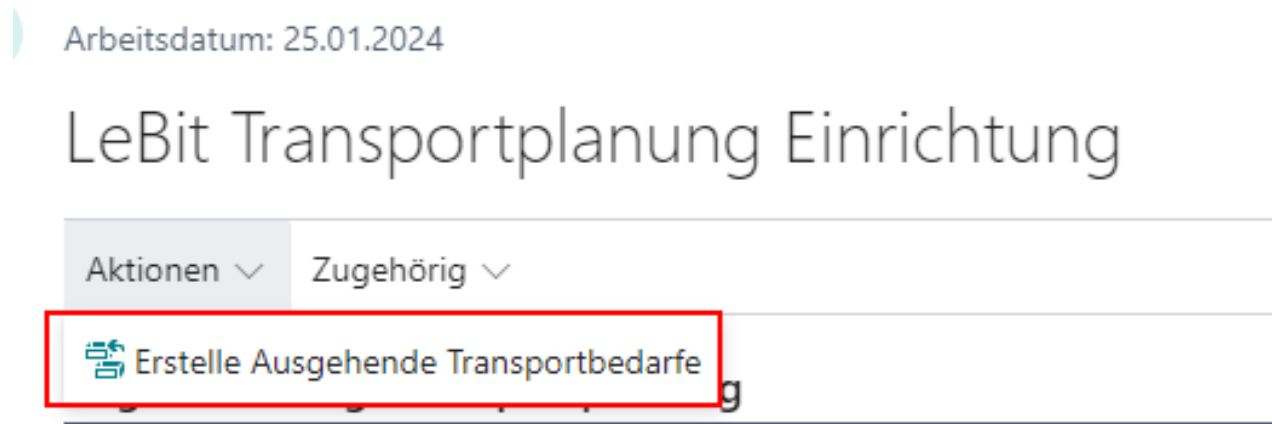 Arbeitsdatum: 25.01.2024
LeBit Transportplanung Einrichtung
Aktionen Zugehörig
Erstelle Ausgehende Transportbedarfe